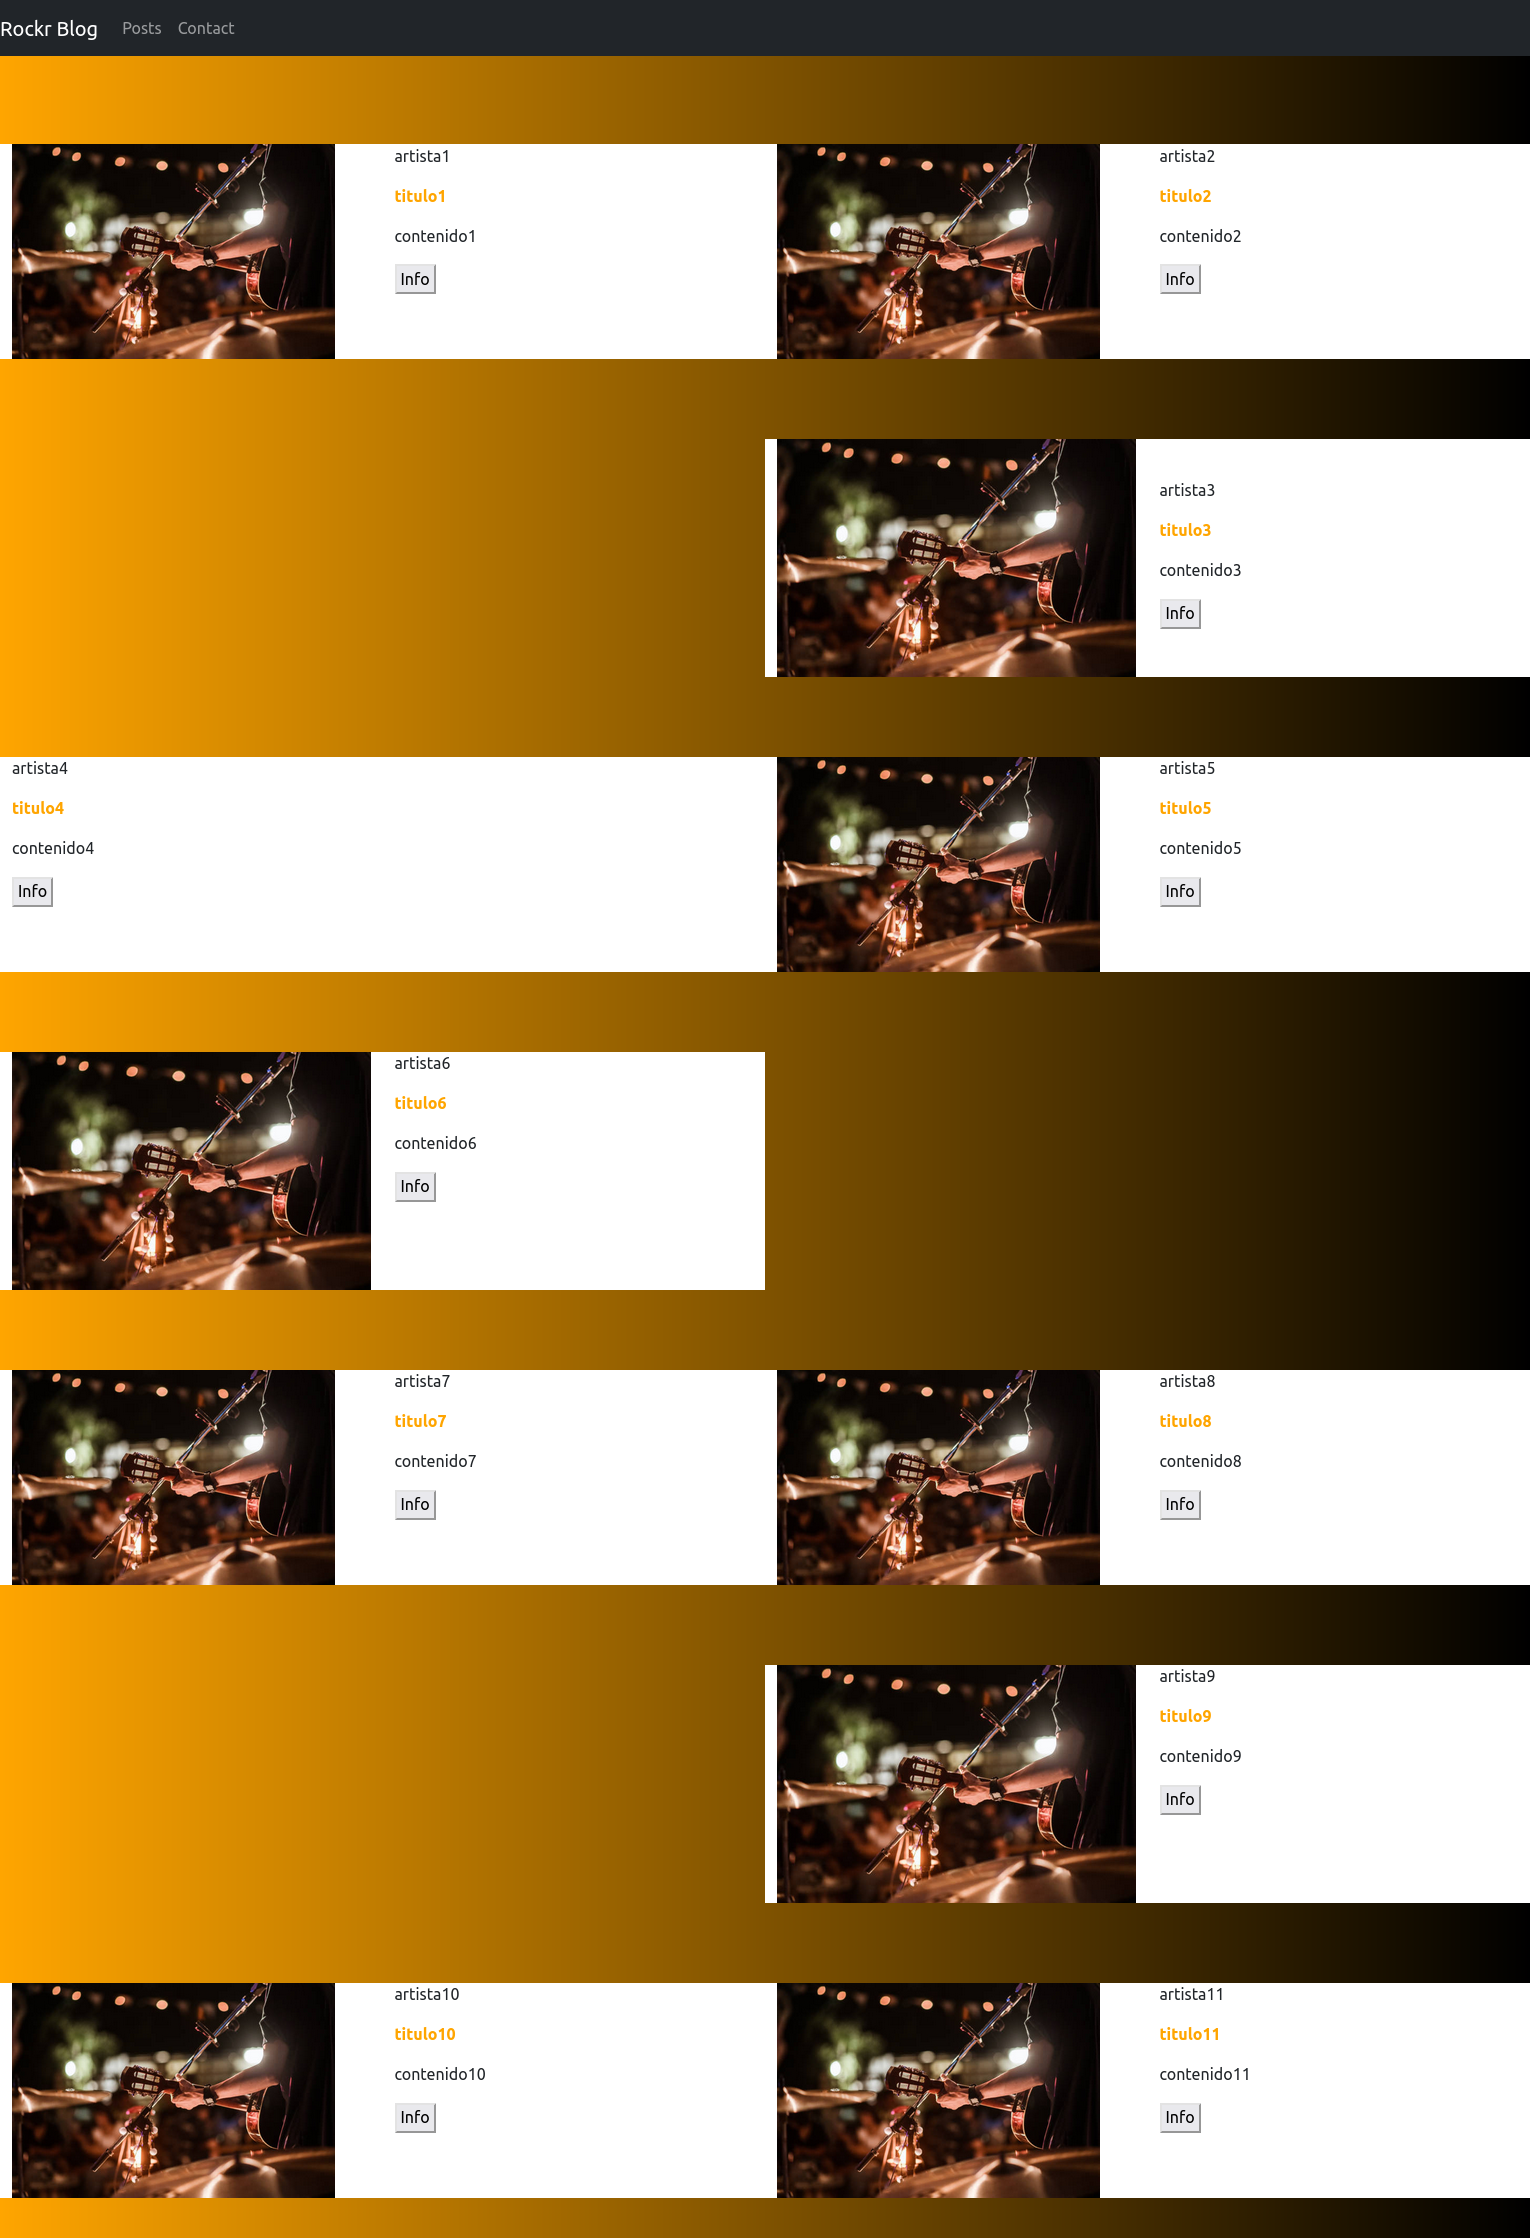 Rockr Blog Posts Contact
artista1
titulo1
contenido1
Info
artista2
titulo2
contenido2
Info
artista3
titulo3
contenido3
Info
artista4
titulo4
contenido4
Info
artista5
titulo5
contenido5
Info
artista6
titulo6
contenido6
Info
artista7
titulo7
contenido7
Info
artista8
titulo8
contenido8
Info
artista9
titulo9
contenido9
Info
artista10
titulo10
contenido10
Info
artista11
titulo11
contenido11
Info